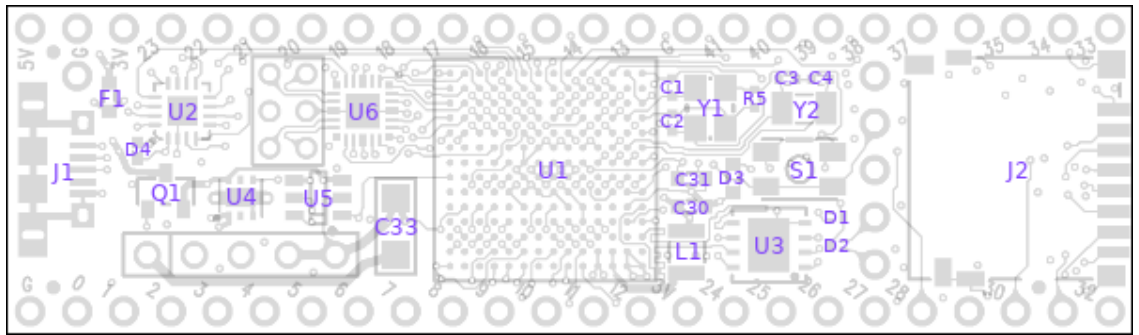 5V G 3V 23 22 21 20 19 18 17 16 15 14 13 G 41 40 39 38 37 35 34 33
F1 U2 U6 C1 C2 Y1 R5 C3 C4 Y2
D4 J1 Q1 U4 U5 C33 U1 C31 D3 S1 J2
C30 L1 U3 D1 D2
G 0 1 2 3 4 5 6 7 8 9 10 11 12 3V 24 25 26 27 28 29 30 32